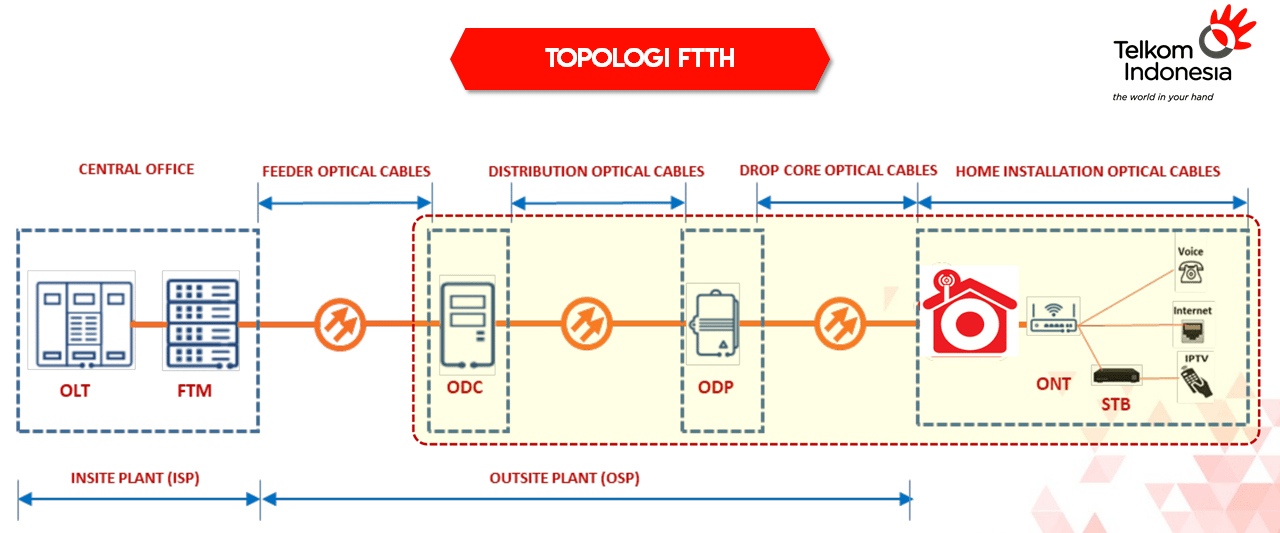 TOPOLOGI FTTH
Telkom
Indonesia
the world in your hand
CENTRAL OFFICE
FEEDER OPTICAL CABLES
DISTRIBUTION OPTICAL CABLES
DROP CORE OPTICAL CABLES
HOME INSTALLATION OPTICAL CABLES
Voice
Internet
IPTV
OLT
FTM
ODC
ODP
ONT
STB
INSITE PLANT (ISP)
OUTSITE PLANT (OSP)